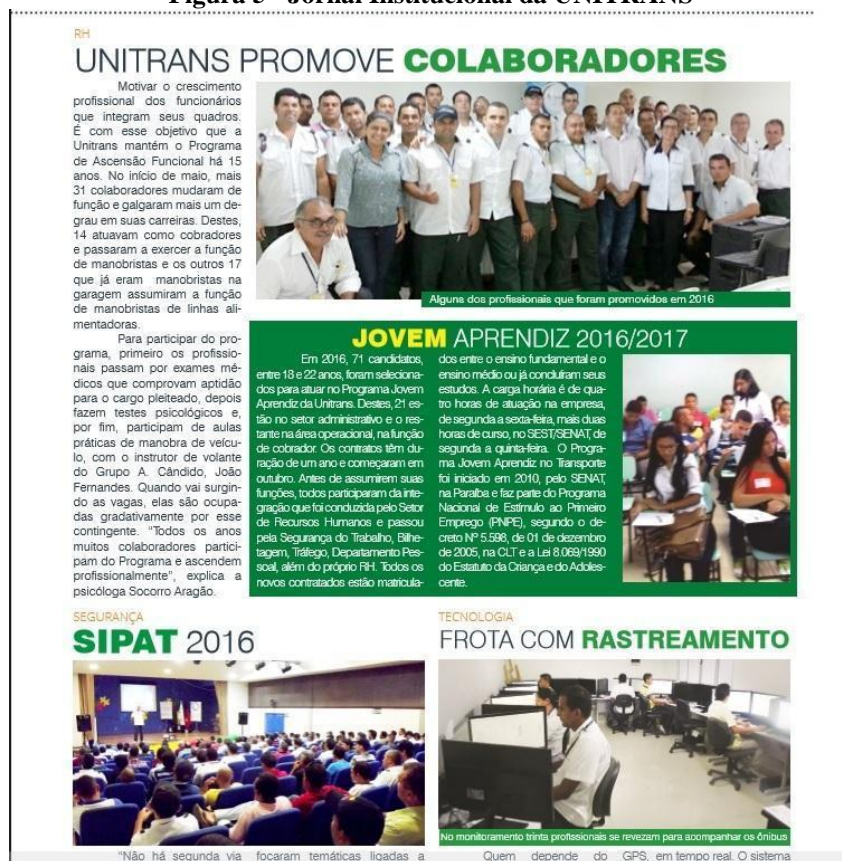 Figura 5 - Jornal Institucional da UNITRANS
RH
UNITRANS PROMOVE COLABORADORES
Motivar o crescimento
profissional dos funcionários
que integram seus quadros.
É com esse objetivo que a
Unitrans mantém o Programa
de Ascensão Funcional há 15
anos. No início de maio, mais
31 colaboradores mudaram de
função e galgaram mais um de-
grau em suas carreiras. Destes,
14 atuavam como cobradores
e passaram a exercer a função
de manobristas e os outros 17
que já eram manobristas na
garagem assumiram a função
de manobristas de linhas ali-
mentadoras.
Para participar do pro-
grama, primeiro os profissio-
nais passam por exames mé-
dicos que comprovam aptidão
para o cargo pleiteado, depois
fazem testes psicológicos e,
por fim, participam de aulas
práticas de manobra de veícu-
lo, com o instrutor de volante
do Grupo A. Cândido, João
Fernandes. Quando vai surgin-
do as vagas, elas são ocupa-
das gradativamente por esse
contingente. “Todos os anos
muitos colaboradores partici-
pam do Programa e ascendem
profissionalmente”, explica a
psicóloga Socorro Aragão.
Alguns dos profissionais que foram promovidos em 2016
JOVEM APRENDIZ 2016/2017
Em 2016, 71 candidatos,
entre 18 e 22 anos, foram seleciona-
dos para atuar no Programa Jovem
Aprendiz da Unitrans. Destes, 21 es-
tão no setor administrativo e o res-
tante na área operacional, na função
de cobrador. Os contratos têm du-
ração de um ano e começaram em
outubro. Antes de assumirem suas
funções, todos participaram da inte-
gração que foi conduzida pelo Setor
de Recursos Humanos e passou
pela Segurança do Trabalho, Bilhe-
tagem, Tráfego, Departamento Pes-
soal, além do próprio RH. Todos os
novos contratados estão matricula-
dos entre o ensino fundamental e o
ensino médio ou já concluíram seus
estudos. A carga horária é de qua-
tro horas de atuação na empresa,
de segunda a sexta-feira, mais duas
horas de curso, no SEST/SENAT, de
segunda a quinta-feira. O Progra-
ma Jovem Aprendiz no Transporte
foi iniciado em 2010, pelo SENAT,
na Paraíba e faz parte do Programa
Nacional de Estímulo ao Primeiro
Emprego (PNPE), segundo o de-
creto Nº 5.598, de 01 de dezembro
de 2005, na CLT e a Lei 8.069/1990
do Estatuto da Criança e do Adoles-
cente.
SEGURANÇA
SIPAT 2016
“Não há segunda via
focaram temáticas ligadas a
TECNOLOGIA
FROTA COM RASTREAMENTO
No monitoramento trinta profissionais se revezam para acompanhar os ônibus
Quem depende do
GPS, em tempo real. O sistema